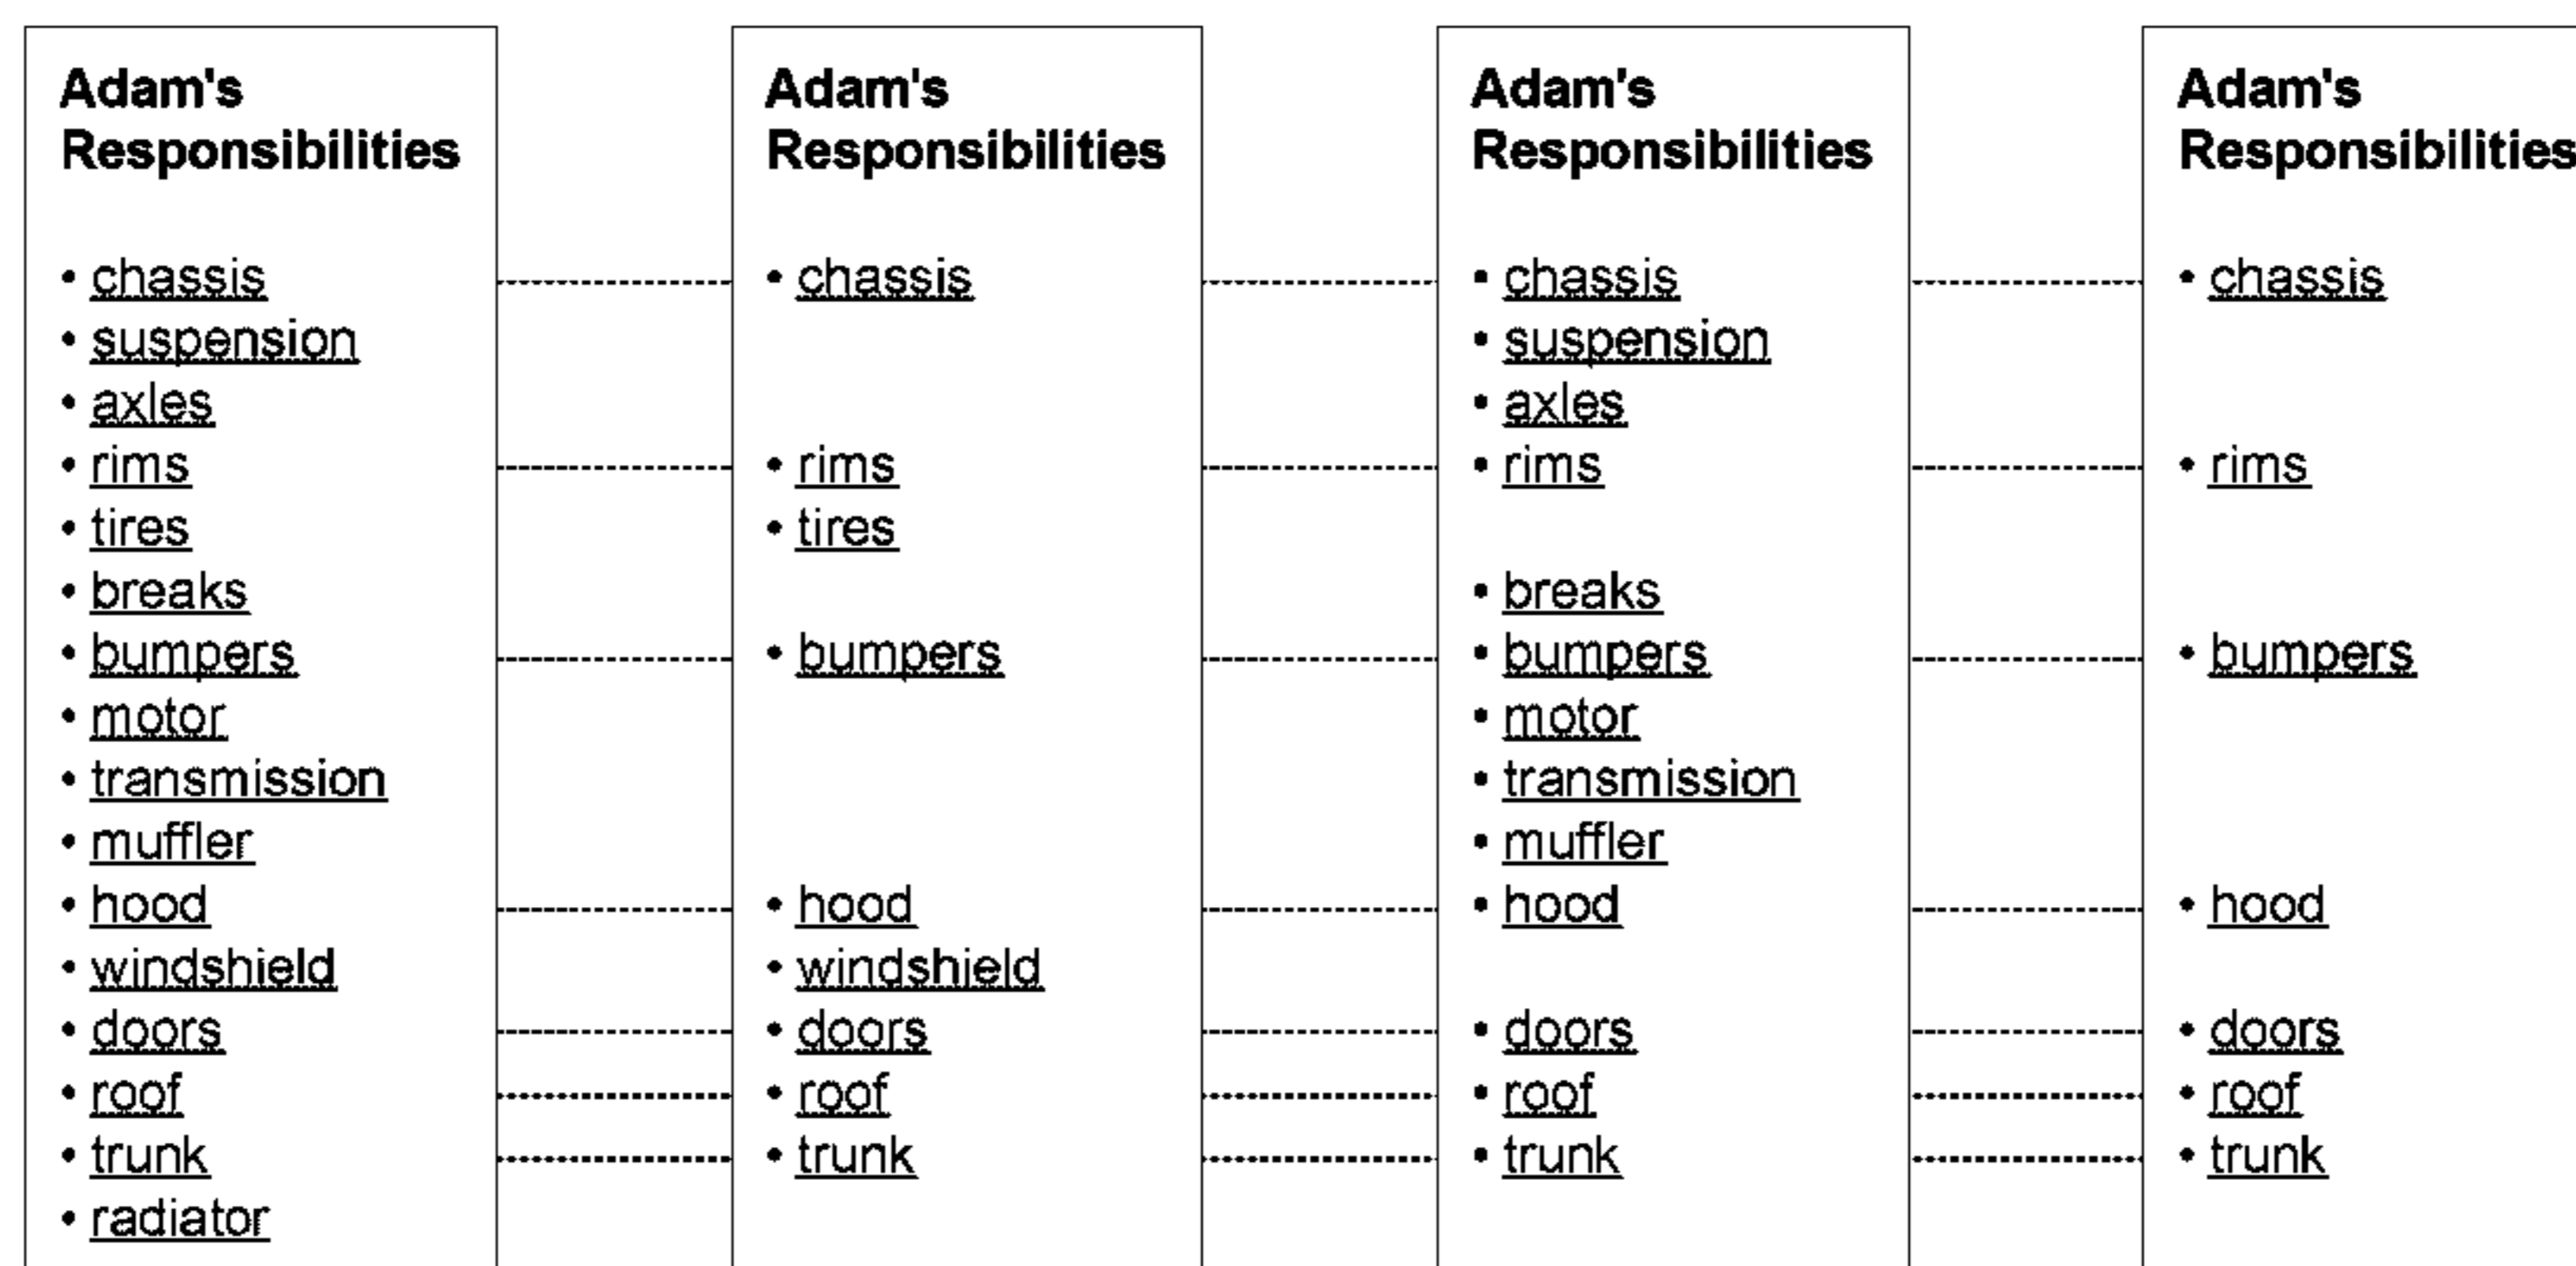 Adam's
Responsibilities
• chassis
• suspension
• axles
• rims
• tires
• breaks
• bumpers
• motor
• transmission
• muffler
• hood
• windshield
• doors
• roof
• trunk
• radiator
Adam's
Responsibilities
• chassis
• rims
• tires
• bumpers
• hood
• windshield
• doors
• roof
• trunk
Adam's
Responsibilities
• chassis
• suspension
• axles
• rims
• breaks
• bumpers
• motor
• transmission
• muffler
• hood
• doors
• roof
• trunk
Adam's
Responsibilities
• chassis
• rims
• bumpers
• hood
• doors
• roof
• trunk